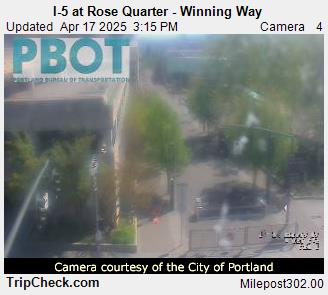 I-5 at Rose Quarter - Winning Way
Updated Apr 17 2025 3:15 PM Camera 4
PBOT
PORTLAND BUREAU OF TRANSPORTATION
Camera courtesy of the City of Portland
TripCheck.com Milepost302.00